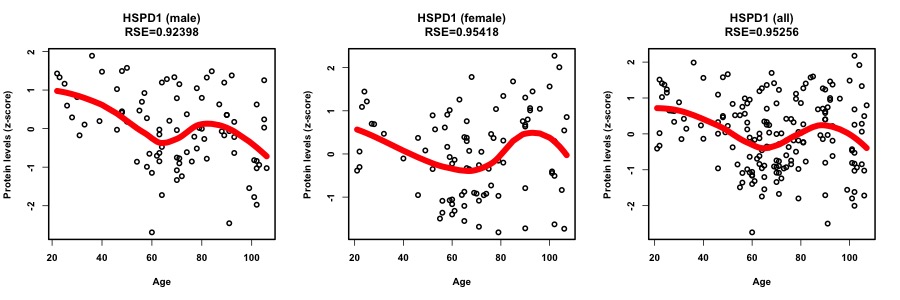 HSPD1 (male)
RSE=0.92398
Protein levels (z-score)
2
1
0
-1
-2
20
40
60
80
100
Age
HSPD1 (female)
RSE=0.95418
Protein levels (z-score)
2
1
0
-1
20
40
60
80
100
Age
HSPD1 (all)
RSE=0.95256
Protein levels (z-score)
2
1
0
-1
-2
20
40
60
80
100
Age